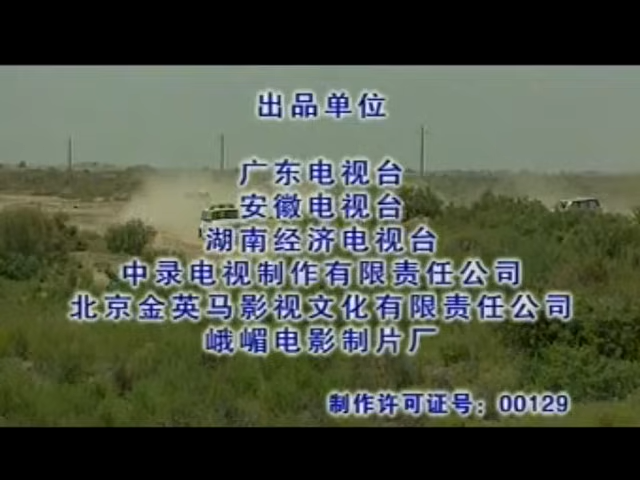 出品单位
广东电视台
安徽电视台
湖南经济电视台
中录电视制作有限责任公司
北京金英马影视文化有限责任公司
峨嵋电影制片厂
制作许可证号：00129